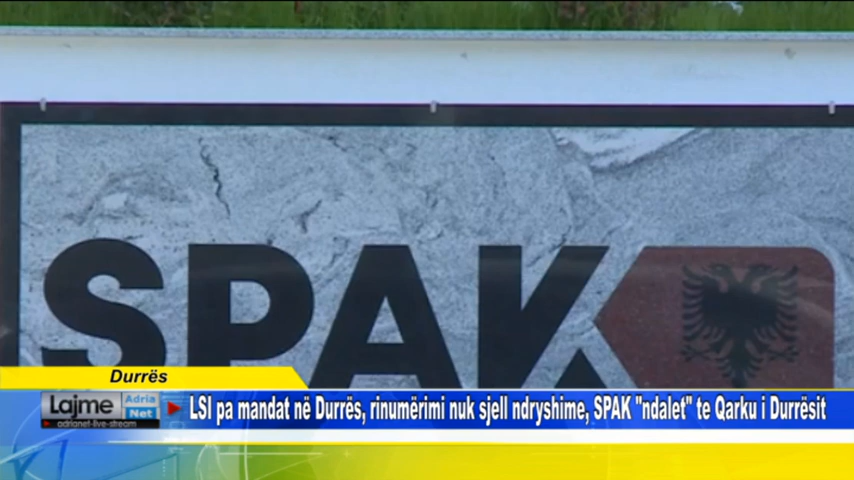 SPAK
Durrës
Lajme Adria Net
adrianet-live-stream
LSI pa mandat në Durrës, rinumërimi nuk sjell ndryshime, SPAK "ndalet" te Qarku i Durrësit